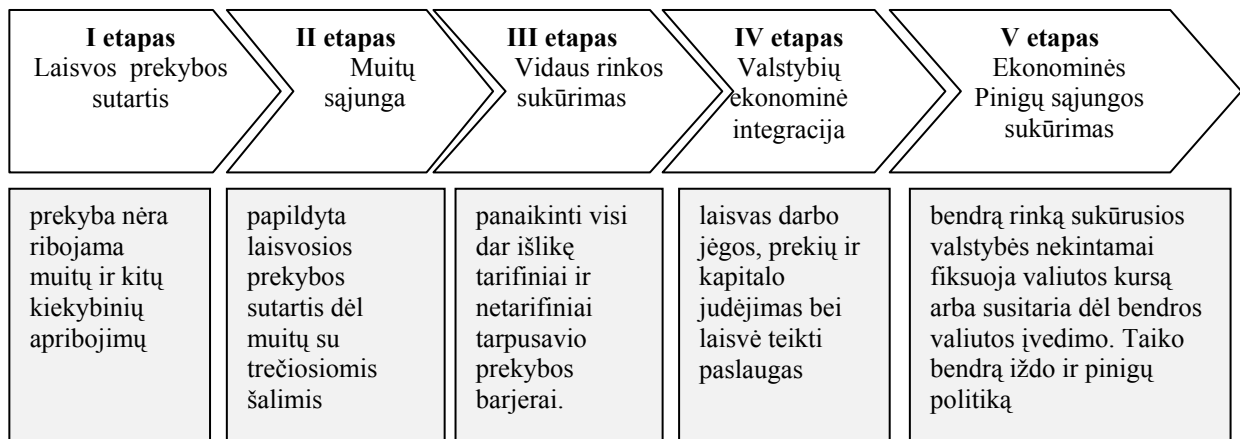 I etapas
Laisvos prekybos
sutartis
II etapas
Muitų
sąjunga
III etapas
Vidaus rinkos
sukūrimas
IV etapas
Valstybių
ekonominė
integracija
V etapas
Ekonominės
Pinigų sąjungos
sukūrimas
prekyba nėra
ribojama
muitų ir kitų
kiekybinių
apribojimų
papildyta
laisvosios
prekybos
sutartis dėl
muitų su
trečiosiomis
šalimis
panaikinti visi
dar išlikę
tarifiniai ir
netarifiniai
tarpusavio
prekybos
barjerai.
laisvas darbo
jėgos, prekių ir
kapitalo
judėjimas bei
laisvė teikti
paslaugas
bendrą rinką sukūrusios
valstybės nekintamai
fiksuoja valiutos kursą
arba susitaria dėl bendros
valiutos įvedimo. Taiko
bendrą iždo ir pinigų
politiką